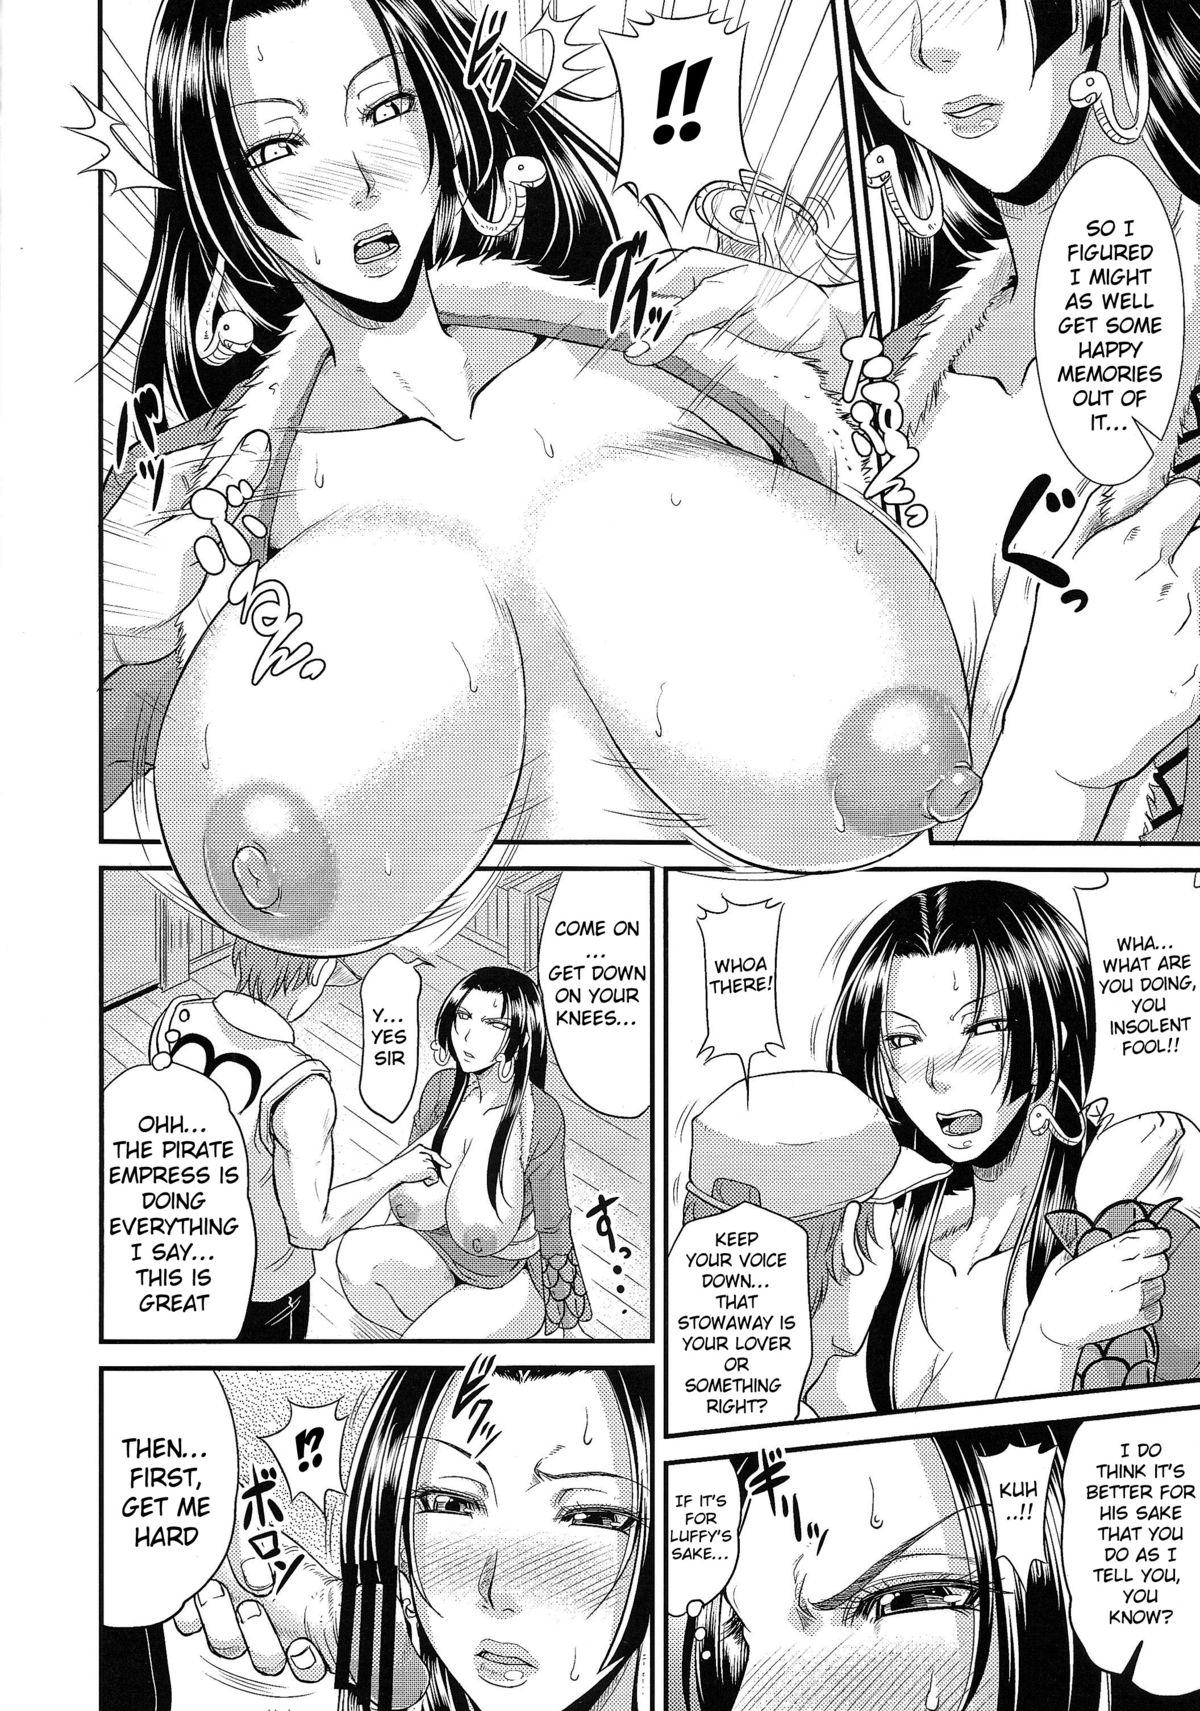 SO I
FIGURED
I MIGHT
AS WELL
GET SOME
HAPPY
MEMORIES
OUT OF
IT...
!!
WHA...
WHAT ARE
YOU DOING,
YOU
INSOLENT
FOOL!!
WHOA
THERE!
KEEP
YOUR VOICE
DOWN...
THAT
STOWAWAY IS
YOUR LOVER
OR
SOMETHING
RIGHT?
I DO
THINK IT'S
BETTER FOR
HIS SAKE
THAT YOU
DO AS I
TELL YOU,
YOU
KNOW?
KUH
..!!
IF IT'S
FOR
LUFFY'S
SAKE...
COME ON
...
GET DOWN
ON YOUR
KNEES...
Y...
YES
SIR
OHH...
THE PIRATE
EMPRESS IS
DOING
EVERYTHING
I SAY...
THIS IS
GREAT
THEN...
FIRST,
GET ME
HARD
!?
ボロン